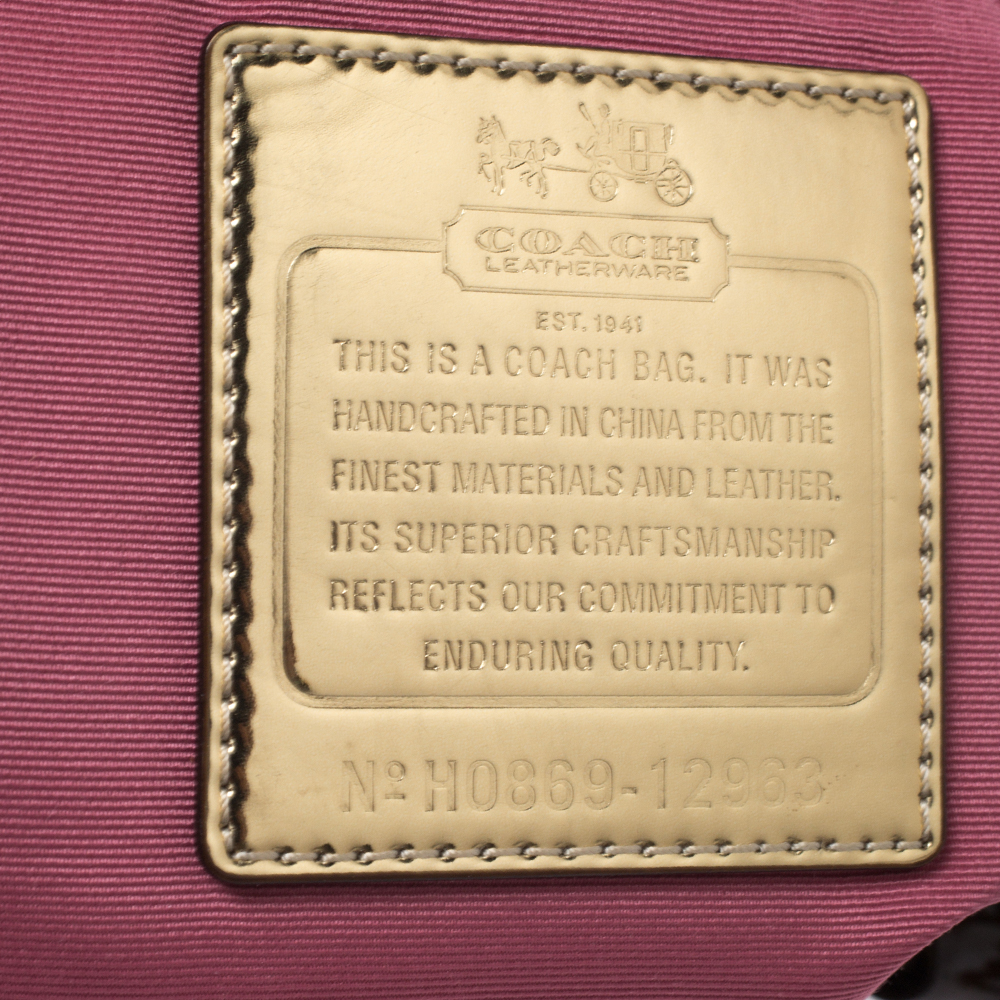 COACH
LEATHERWARE
EST. 1941
THIS IS A COACH BAG. IT WAS
HANDCRAFTED IN CHINA FROM THE
FINEST MATERIALS AND LEATHER.
ITS SUPERIOR CRAFTSMANSHIP
REFLECTS OUR COMMITMENT TO
ENDURING QUALITY.
Nº H0869-12963